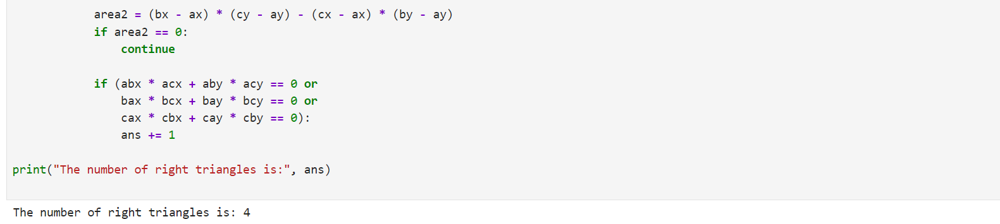 area2 = (bx - ax) * (cy - ay) - (cx - ax) * (by - ay)
if area2 == 0:
continue
if (abx * acx + aby * acy == 0 or
bax * bcx + bay * bcy == 0 or
cax * cbx + cay * cby == 0):
ans += 1
print("The number of right triangles is:", ans)
The number of right triangles is: 4